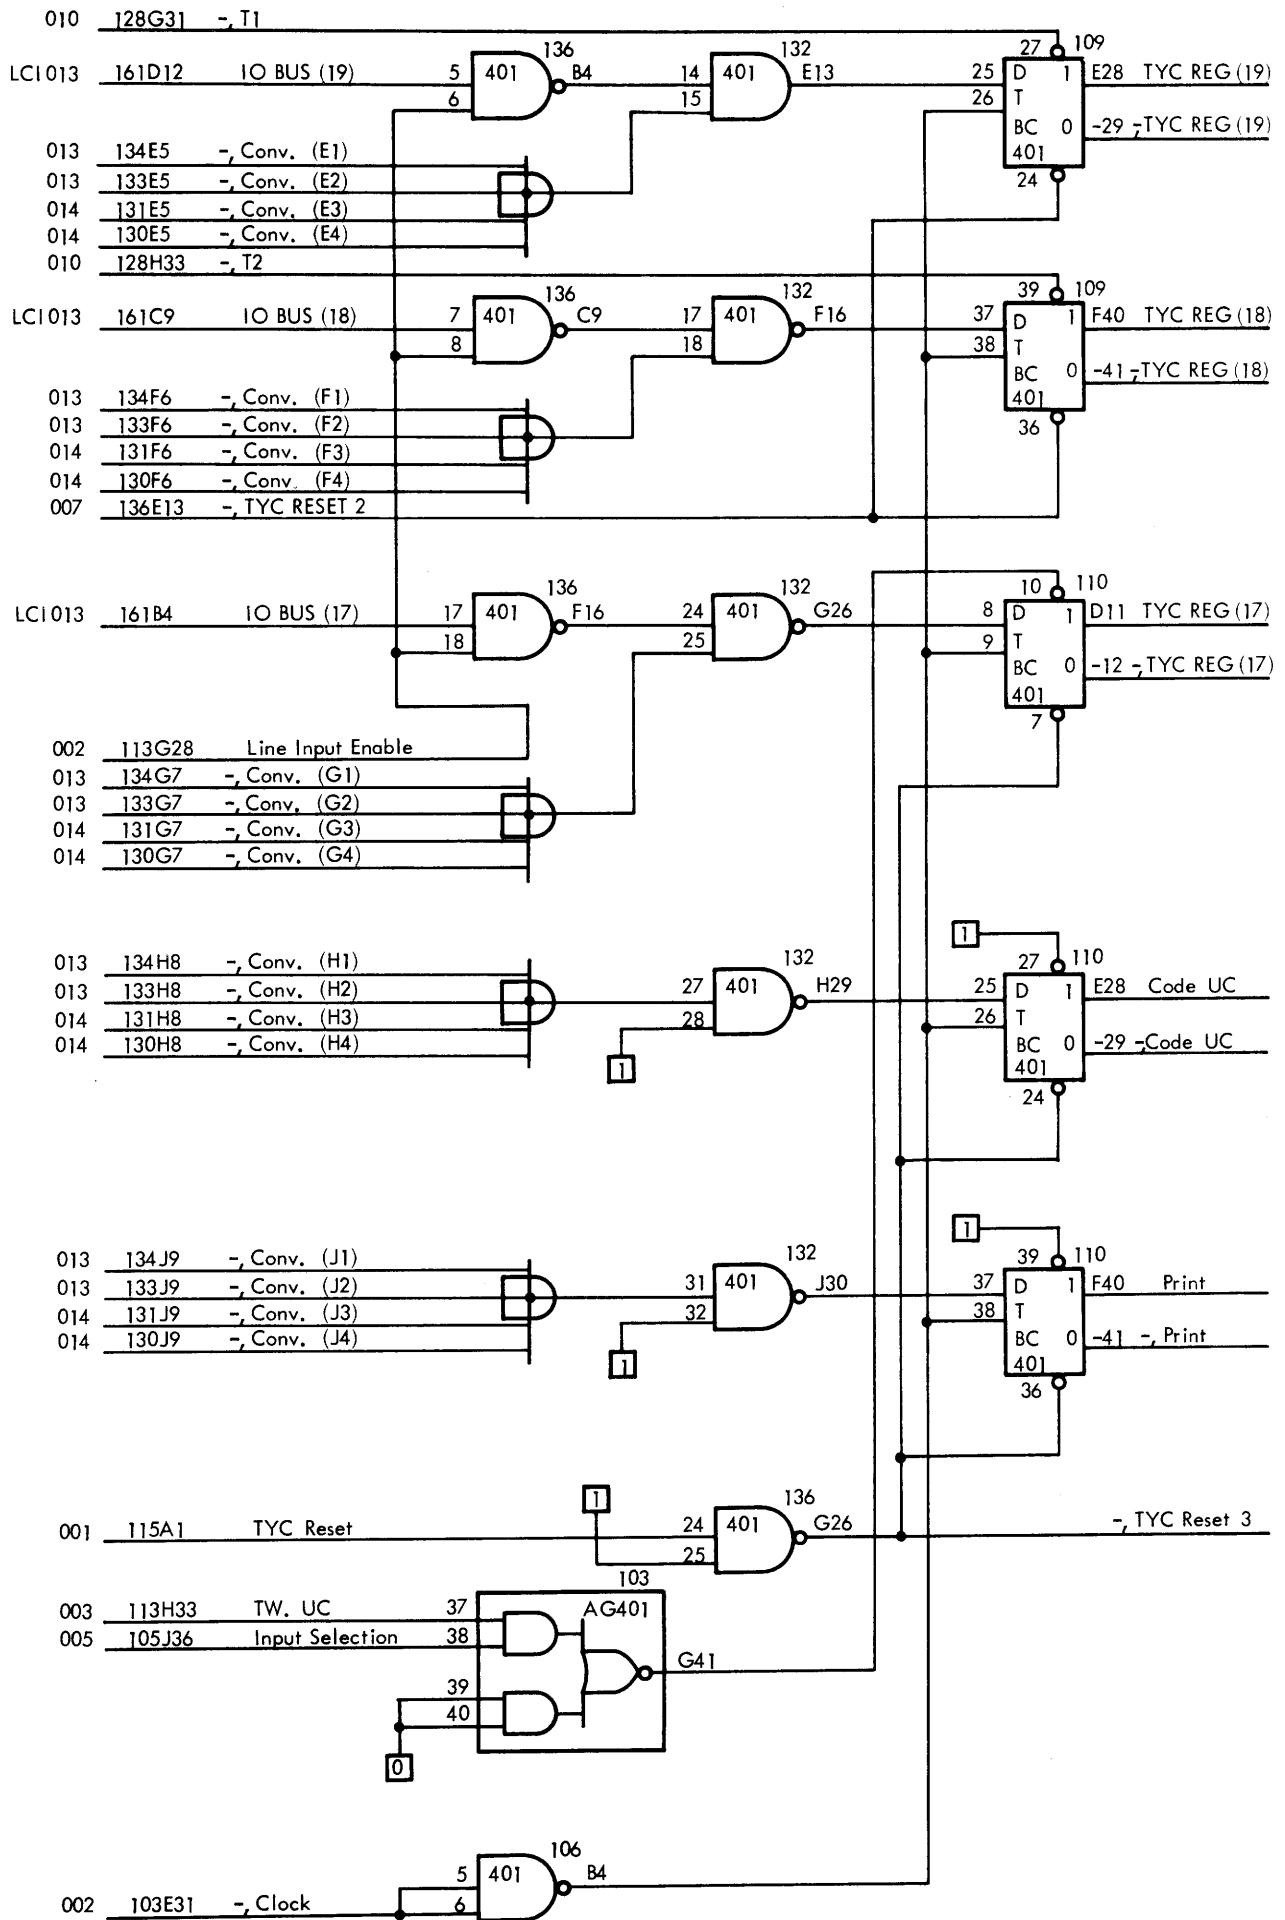 010 128G31 -, T1
27 109
136 132
LCI 013 161D12 IO BUS (19) 5 401 B4 14 401 E13 25 D 1 E28 TYC REG (19)
6 15 26 T
BC 0 -29 -, TYC REG (19)
401
24
013 134E5 -, Conv. (E1)
013 133E5 -, Conv. (E2)
014 131E5 -, Conv. (E3)
014 130E5 -, Conv. (E4)
010 128H33 -, T2
39 109
136 132
LCI 013 161C9 IO BUS (18) 7 401 C9 17 401 F16 37 D 1 F40 TYC REG (18)
8 18 38 T
BC 0 -41 -, TYC REG (18)
401
36
013 134F6 -, Conv. (F1)
013 133F6 -, Conv. (F2)
014 131F6 -, Conv. (F3)
014 130F6 -, Conv. (F4)
007 136E13 -, TYC RESET 2
136 132 10 110
LCI 013 161B4 IO BUS (17) 17 401 F16 24 401 G26 8 D 1 D11 TYC REG (17)
18 25 9 T
BC 0 -12 -, TYC REG (17)
401
7
002 113G28 Line Input Enable
013 134G7 -, Conv. (G1)
013 133G7 -, Conv. (G2)
014 131G7 -, Conv. (G3)
014 130G7 -, Conv. (G4)
1
132 27 110
013 134H8 -, Conv. (H1)
013 133H8 -, Conv. (H2) 27 401 H29 25 D 1 E28 Code UC
014 131H8 -, Conv. (H3) 28 26 T
014 130H8 -, Conv. (H4) BC 0 -29 -, Code UC
1 401
24
1
132 39 110
013 134J9 -, Conv. (J1)
013 133J9 -, Conv. (J2) 31 401 J30 37 D 1 F40 Print
014 131J9 -, Conv. (J3) 32 38 T
014 130J9 -, Conv. (J4) BC 0 -41 -, Print
1 401
36
1 136
001 115A1 TYC Reset 24 401 G26 -, TYC Reset 3
25
103
003 113H33 TW. UC 37 AG401
005 105J36 Input Selection 38
G41
39
40
0
106
5 401 B4
002 103E31 -, Clock 6